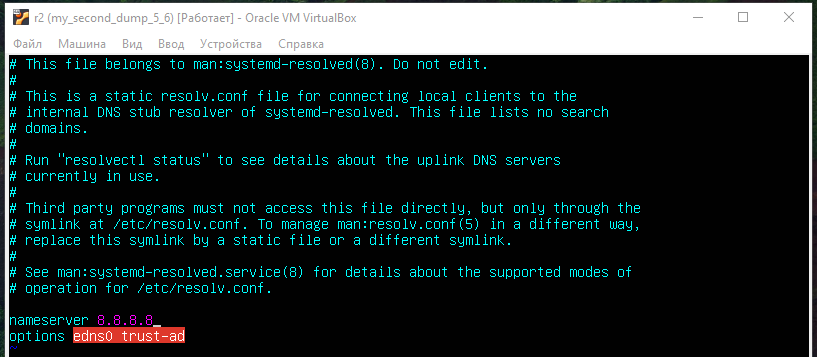 r2 (my_second_dump_5_6) [Работает] - Oracle VM VirtualBox
Файл Машина Вид Ввод Устройства Справка
# This file belongs to man:systemd-resolved(8). Do not edit.
#
# This is a static resolv.conf file for connecting local clients to the
# internal DNS stub resolver of systemd-resolved. This file lists no search
# domains.
#
# Run "resolvectl status" to see details about the uplink DNS servers
# currently in use.
#
# Third party programs must not access this file directly, but only through the
# symlink at /etc/resolv.conf. To manage man:resolv.conf(5) in a different way,
# replace this symlink by a static file or a different symlink.
#
# See man:systemd-resolved.service(8) for details about the supported modes of
# operation for /etc/resolv.conf.

nameserver 8.8.8.8
options edns0 trust-ad
~